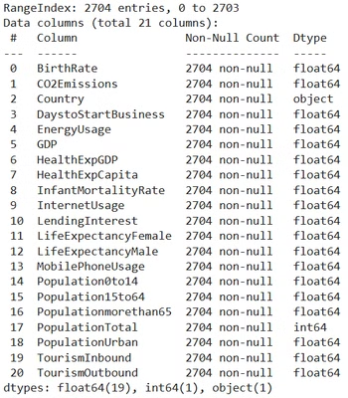 RangeIndex: 2704 entries, 0 to 2703
Data columns (total 21 columns):
 #   Column               Non-Null Count  Dtype
---  ------               --------------  -----
 0   BirthRate            2704 non-null   float64
 1   CO2Emissions         2704 non-null   float64
 2   Country              2704 non-null   object
 3   DaystoStartBusiness  2704 non-null   float64
 4   EnergyUsage          2704 non-null   float64
 5   GDP                  2704 non-null   float64
 6   HealthExpGDP         2704 non-null   float64
 7   HealthExpCapita      2704 non-null   float64
 8   InfantMortalityRate  2704 non-null   float64
 9   InternetUsage        2704 non-null   float64
 10  LendingInterest      2704 non-null   float64
 11  LifeExpectancyFemale 2704 non-null   float64
 12  LifeExpectancyMale   2704 non-null   float64
 13  MobilePhoneUsage     2704 non-null   float64
 14  Population0to14      2704 non-null   float64
 15  Population15to64     2704 non-null   float64
 16  Populationmorethan65 2704 non-null   float64
 17  PopulationTotal      2704 non-null   int64
 18  PopulationUrban      2704 non-null   float64
 19  TourismInbound       2704 non-null   float64
 20  TourismOutbound      2704 non-null   float64
dtypes: float64(19), int64(1), object(1)